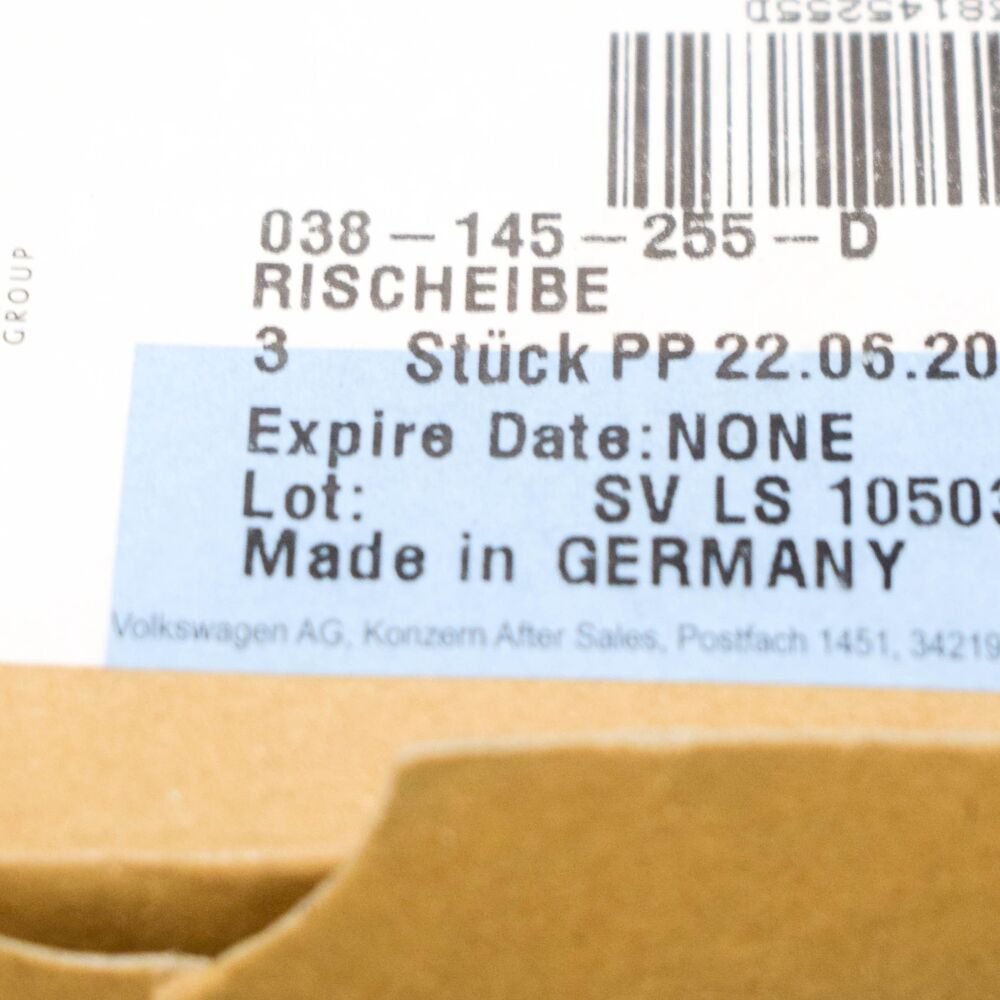 038145255D
GROUP
038-145-255-D
RISCHEIBE
3 Stück PP 22.06.20
Expire Date:NONE
Lot: SV LS 10503
Made in GERMANY
Volkswagen AG, Konzern After Sales, Postfach 1451, 34219